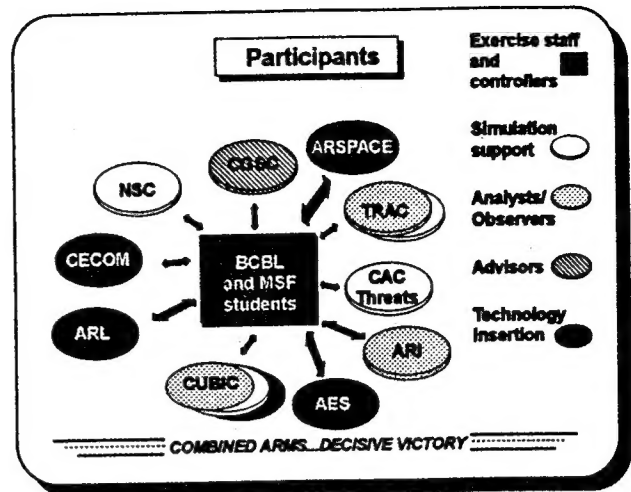 Participants
Exercise staff
and
controllers
Simulation
support
Analysts/
Observers
Advisors
Technology
Insertion
ARSPACE
CGSC
NSC
TRAC
CECOM
BCBL
and MSF
students
CAC
Threats
ARL
ARI
CUBIC
AES
COMBINED ARMS...DECISIVE VICTORY